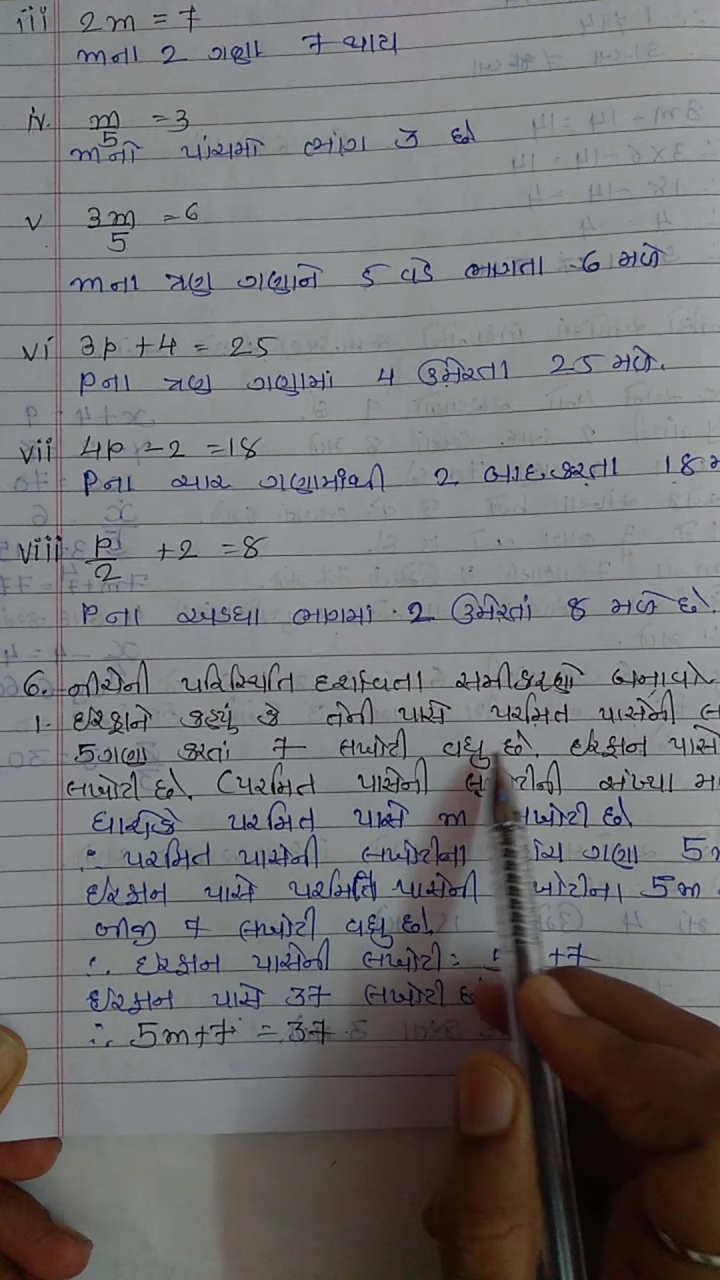 iii 2m = 7
mના 2 ગણા 7 થાય
iv. m/5 = 3
mનો પાંચમો ભાગ 3 છે
v 3m/5 = 6
mના ત્રણ ગણાને 5 વડે ભાગતા 6 મળે
vi 3p + 4 = 25
Pના ત્રણ ગણામાં 4 ઉમેરતા 25 મળે.
vii 4p - 2 = 18
Pના ચાર ગણામાંથી 2 બાદ કરતા 18
viii p/2 + 2 = 8
Pના અડધા ભાગમાં 2 ઉમેરતાં 8 મળે છે.
6. નીચેની પરિસ્થિતિ દર્શાવતા સમીકરણો બનાવો
1. ઇરફાને કહ્યું કે તેની પાસે પરમિત પાસેની
5ગણા કરતાં 7 લખોટી વધુ છે. ઇરફાન પાસે
લખોટી છે. (પરમિત પાસેની સંખ્યા
ધારોકે પરમિત પાસે m લખોટી છે
∴ પરમિત પાસેની લખોટીના ગણા 5m
ઇરફાન પાસે પરમિત પાસેની 5m
બીજી 7 લખોટી વધુ છે.
∴ ઇરફાન પાસેની લખોટી = +7
ઇરફાન પાસે 37 લખોટી
∴ 5m+7 = 37